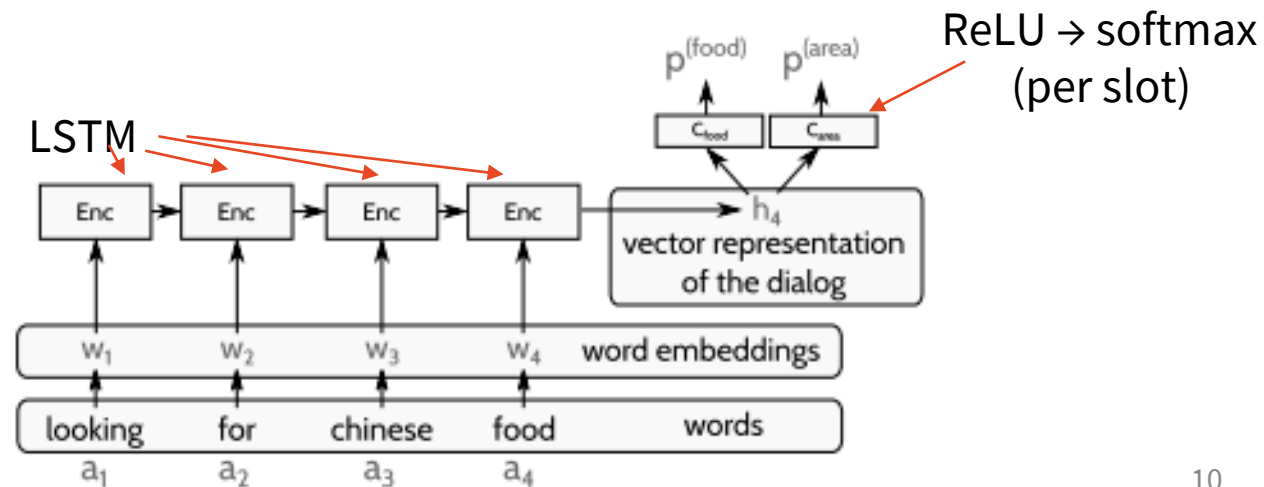 ReLU → softmax
(per slot)
p(food) p(area)
Cfood Carea
LSTM
Enc Enc Enc Enc
h4
vector representation
of the dialog
w1 w2 w3 w4 word embeddings
looking for chinese food words
a1 a2 a3 a4
10